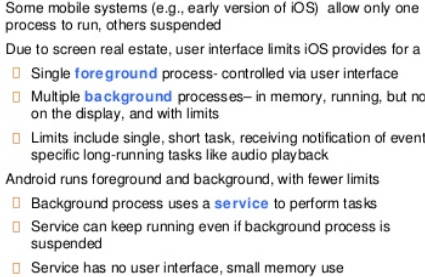 Some mobile systems (e.g., early version of iOS) allow only one
process to run, others suspended
Due to screen real estate, user interface limits iOS provides for a
Single foreground process- controlled via user interface
Multiple background processes– in memory, running, but no
on the display, and with limits
Limits include single, short task, receiving notification of event
specific long-running tasks like audio playback
Android runs foreground and background, with fewer limits
Background process uses a service to perform tasks
Service can keep running even if background process is
suspended
Service has no user interface, small memory use